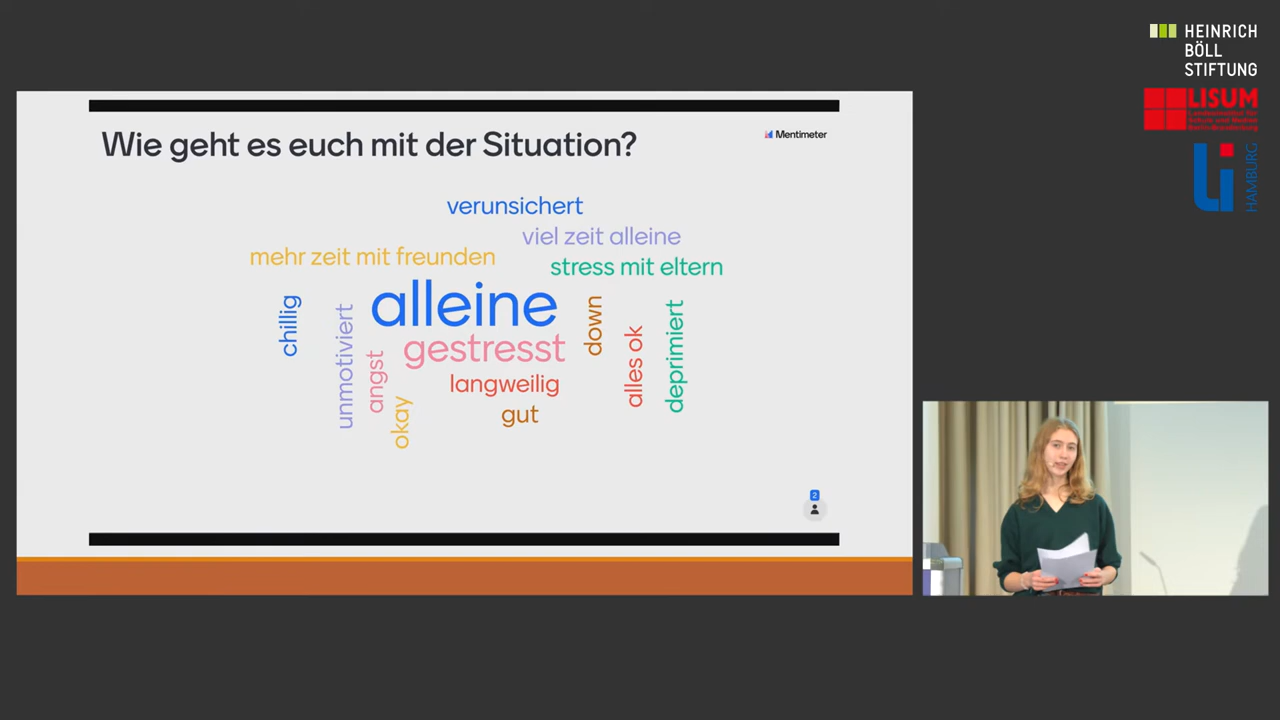 HEINRICH
BÖLL
STIFTUNG
LISUM
Landesinstitut für
Schule und Medien
Berlin-Brandenburg
Li
HAMBURG
Wie geht es euch mit der Situation?
Mentimeter
verunsichert
viel zeit alleine
mehr zeit mit freunden
stress mit eltern
alleine
chillig
unmotiviert
angst
okay
gestresst
down
alles ok
deprimiert
langweilig
gut
2